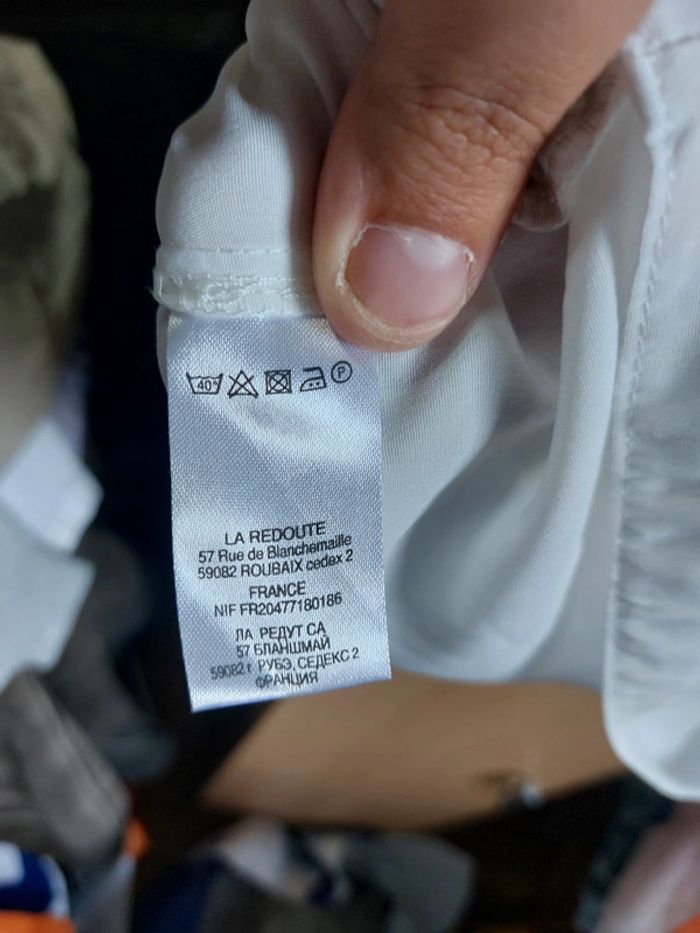 40°
P
LA REDOUTE
57 Rue de Blanchemaille
59082 ROUBAIX cedex 2
FRANCE
NIF FR20477180186
ЛА РЕДУТ СА
57 БЛАНШМАЙ
59082 г РУБЭ, СЕДЕКС 2
ФРАНЦИЯ